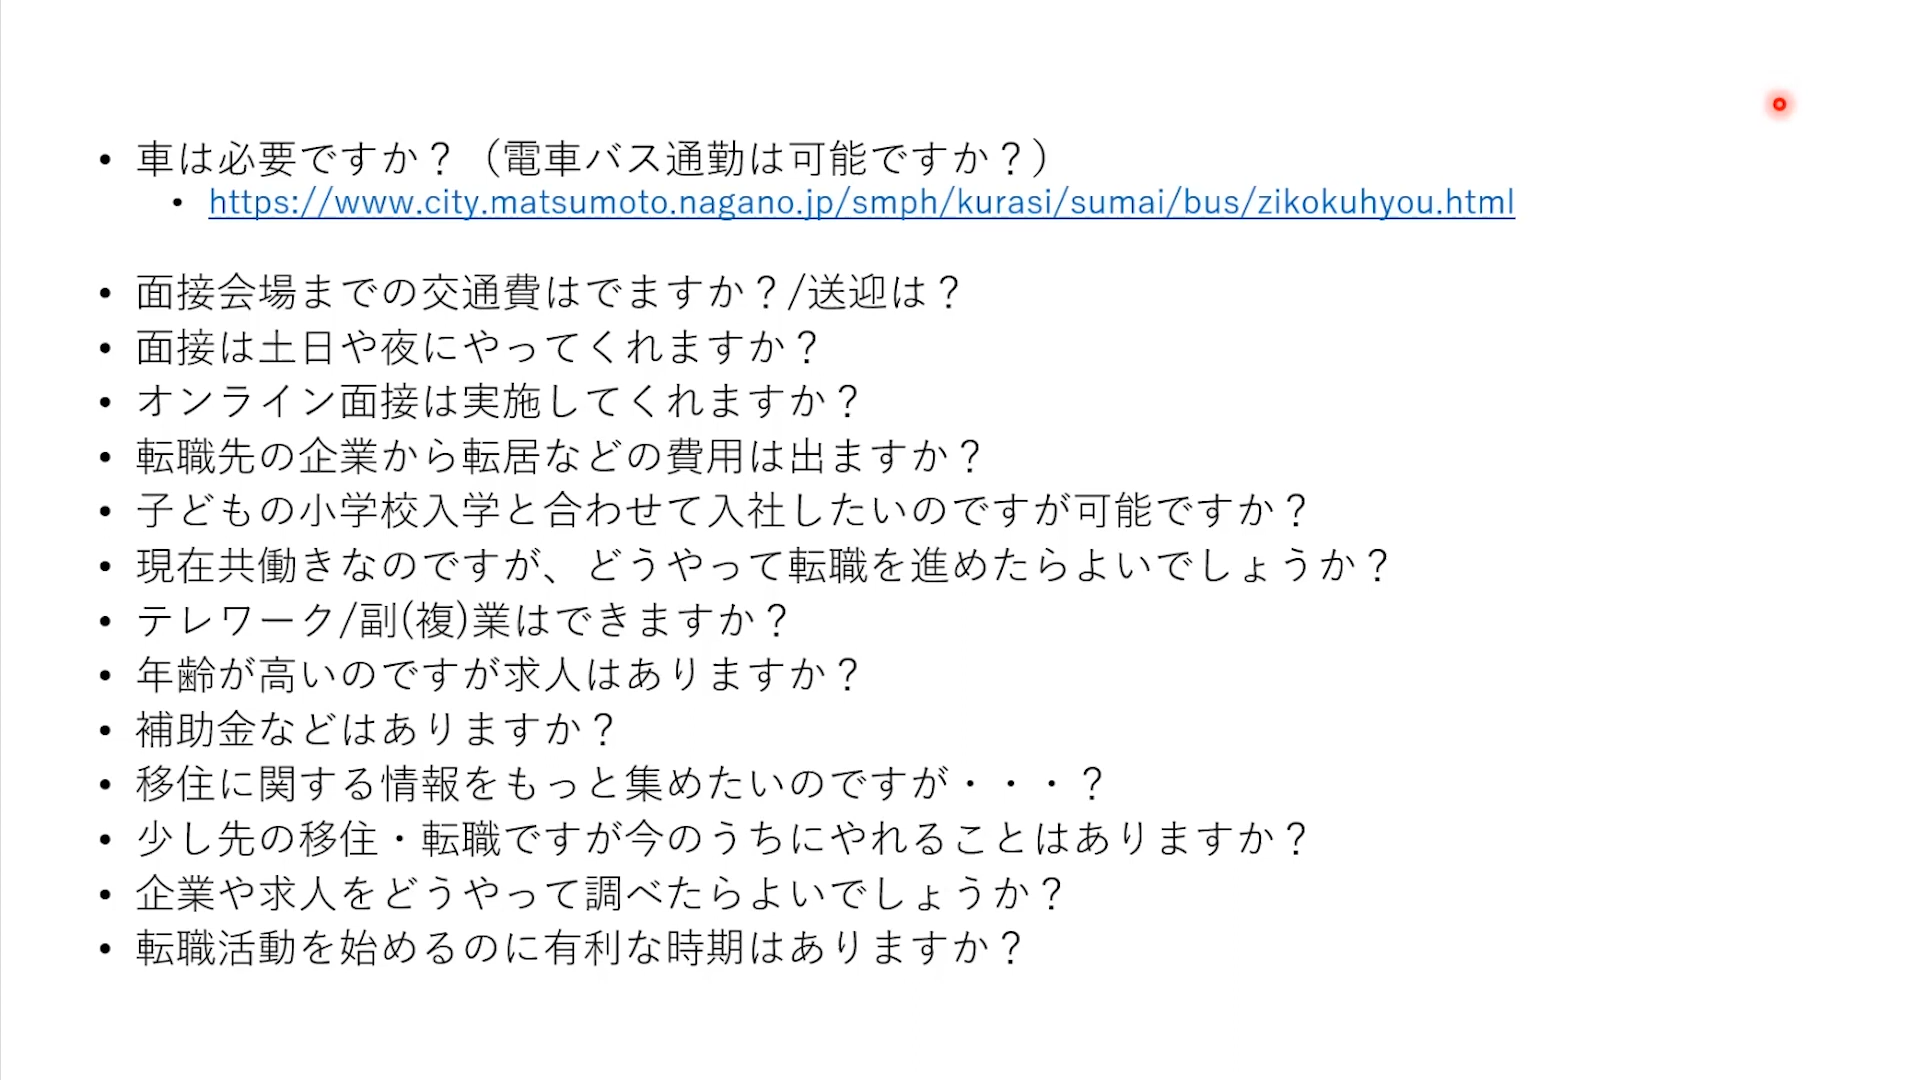 • 車は必要ですか？（電車バス通勤は可能ですか？）
• https://www.city.matsumoto.nagano.jp/smph/kurasi/sumai/bus/zikokuhyou.html
• 面接会場までの交通費はでますか？/送迎は？
• 面接は土日や夜にやってくれますか？
• オンライン面接は実施してくれますか？
• 転職先の企業から転居などの費用は出ますか？
• 子どもの小学校入学と合わせて入社したいのですが可能ですか？
• 現在共働きなのですが、どうやって転職を進めたらよいでしょうか？
• テレワーク/副(複)業はできますか？
• 年齢が高いのですが求人はありますか？
• 補助金などはありますか？
• 移住に関する情報をもっと集めたいのですが・・・？
• 少し先の移住・転職ですが今のうちにやれることはありますか？
• 企業や求人をどうやって調べたらよいでしょうか？
• 転職活動を始めるのに有利な時期はありますか？